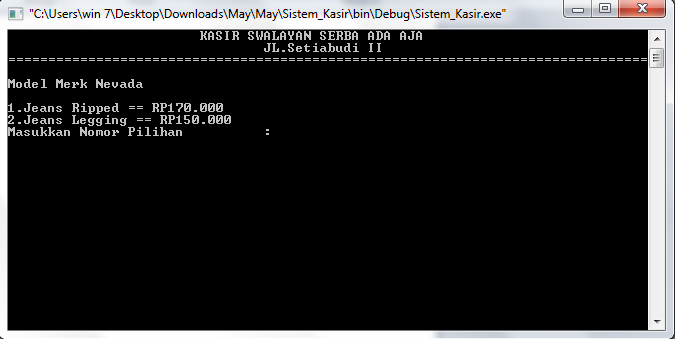 "C:\Users\win 7\Desktop\Downloads\May\May\Sistem_Kasir\bin\Debug\Sistem_Kasir.exe"
KASIR SWALAYAN SERBA ADA AJA
JL.Setiabudi II
================================================================================
Model Merk Nevada
1.Jeans Ripped == RP170.000
2.Jeans Legging == RP150.000
Masukkan Nomor Pilihan :